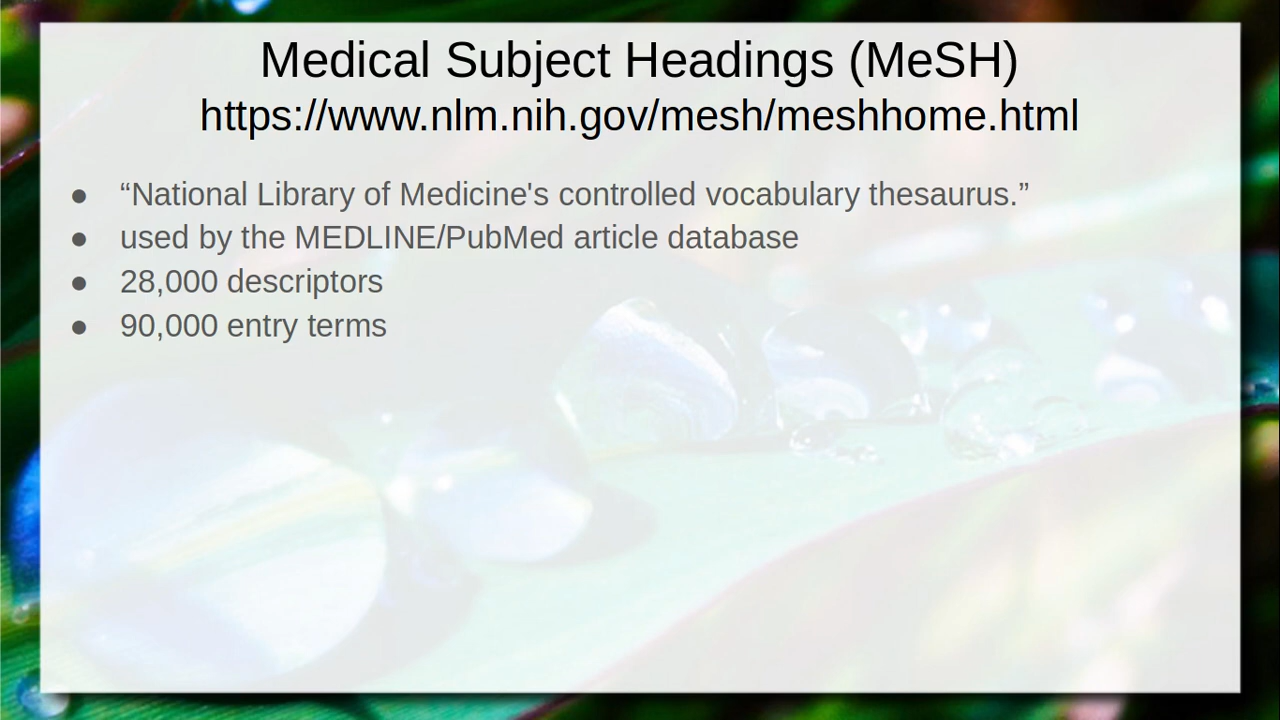 Medical Subject Headings (MeSH)
https://www.nlm.nih.gov/mesh/meshhome.html
● “National Library of Medicine's controlled vocabulary thesaurus.”
● used by the MEDLINE/PubMed article database
● 28,000 descriptors
● 90,000 entry terms